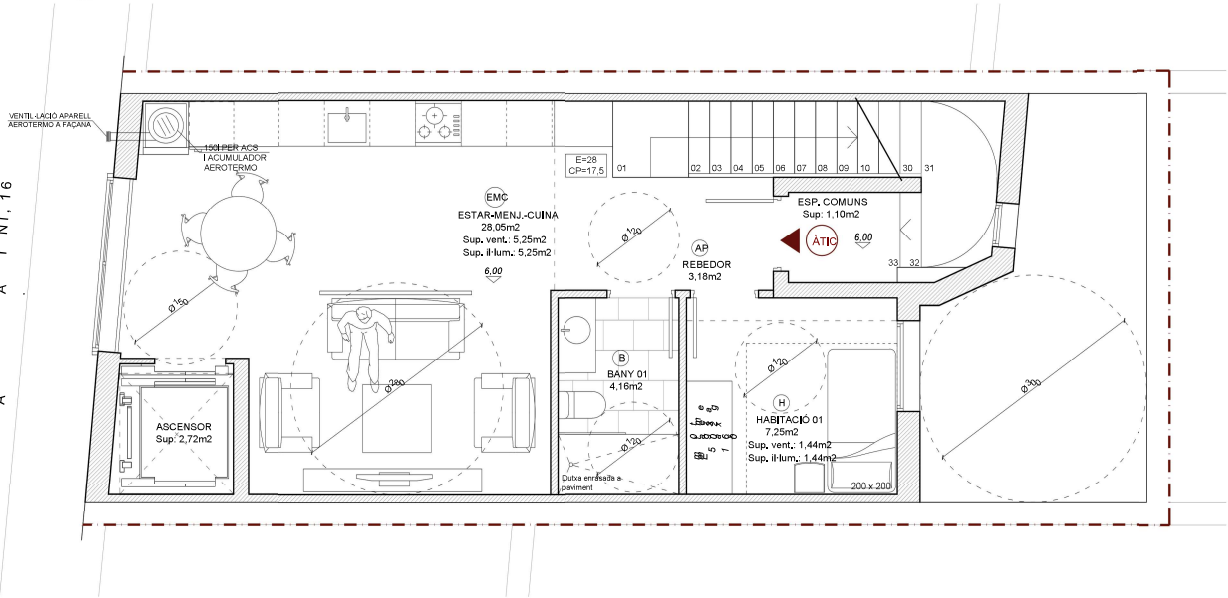 VENTIL·LACIÓ APARELL
AEROTERMO A FAÇANA
150l PER ACS
I ACUMULADOR
AEROTERMO
E=28
CP=17,5
01
02
03
04
05
06
07
08
09
10
30
31
EMC
ESTAR-MENJ.-CUINA
28,05m2
Sup. vent.: 5,25m2
Sup. il·lum.: 5,25m2
6,00
Ø120
AP
REBEDOR
3,18m2
ESP. COMUNS
Sup: 1,10m2
ÀTIC
6,00
33
32
Ø150
Ø280
ASCENSOR
Sup: 2,72m2
B
BANY 01
4,16m2
Ø120
Dutxa enrasada a
paviment
Ø120
H
HABITACIÓ 01
7,25m2
Sup. vent.: 1,44m2
Sup. il·lum.: 1,44m2
200 x 200
Ø300